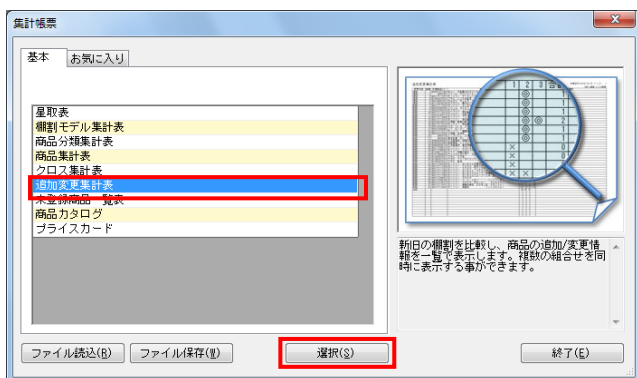 集計帳票
基本
お気に入り
星取表
棚割モデル集計表
商品分類集計表
商品集計表
クロス集計表
追加変更集計表
未登録商品一覧表
商品カタログ
プライスカード
新旧の棚割を比較し、商品の追加/変更情
報を一覧で表示します。複数の組合せを同
時に表示する事ができます。
ファイル読込(R)
ファイル保存(W)
選択(S)
終了(E)